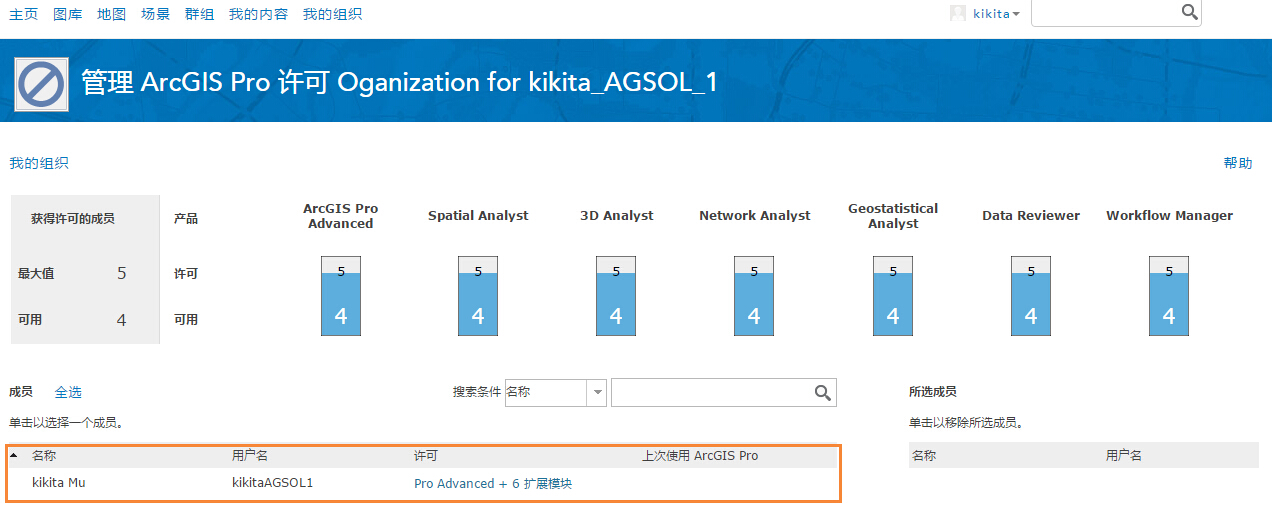 主页 图库 地图 场景 群组 我的内容 我的组织 kikita
管理 ArcGIS Pro 许可 Oganization for kikita_AGSOL_1
我的组织 帮助
获得许可的成员 产品 ArcGIS Pro Advanced Spatial Analyst 3D Analyst Network Analyst Geostatistical Analyst Data Reviewer Workflow Manager
最大值 5 许可 5 5 5 5 5 5 5
可用 4 可用 4 4 4 4 4 4 4
成员 全选 搜索条件 名称 所选成员
单击以选择一个成员。 单击以移除所选成员。
名称 用户名 许可 上次使用 ArcGIS Pro 名称 用户名
kikita Mu kikitaAGSOL1 Pro Advanced + 6 扩展模块